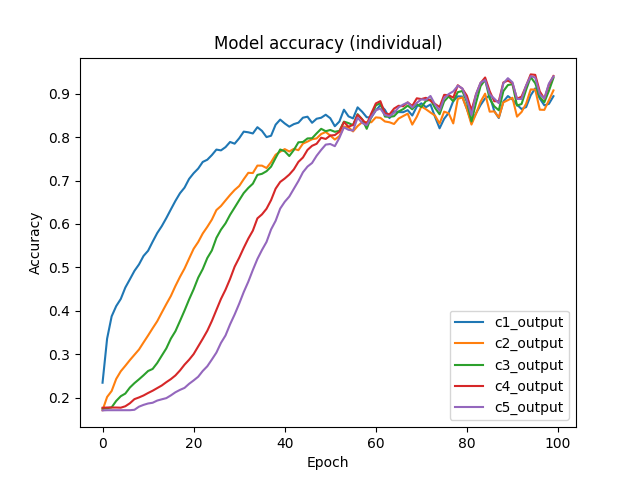 Model accuracy (individual)
Accuracy
0.9
0.8
0.7
0.6
0.5
0.4
0.3
0.2
0 20 40 60 80 100
Epoch
c1_output
c2_output
c3_output
c4_output
c5_output